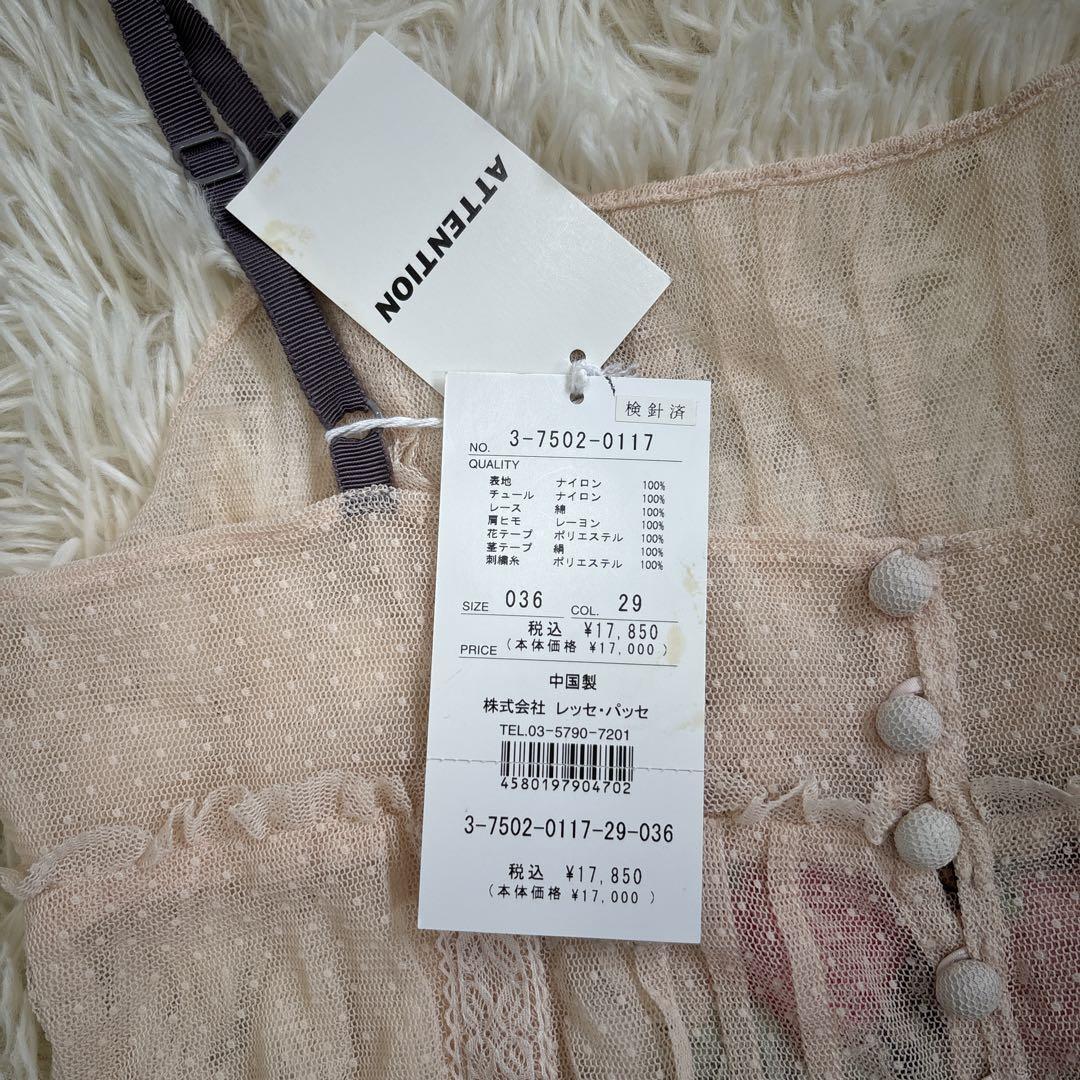 ATTENTION
検針済
NO. 3-7502-0117
QUALITY
表地 ナイロン 100%
チュール ナイロン 100%
レース 綿 100%
肩ヒモ レーヨン 100%
花テープ ポリエステル 100%
茎テープ 絹 100%
刺繍糸 ポリエステル 100%
SIZE 036 COL. 29
税込 ¥17,850
PRICE (本体価格 ¥17,000 )
中国製
株式会社 レッセ・パッセ
TEL.03-5790-7201
4580197904702
3-7502-0117-29-036
税込 ¥17,850
(本体価格 ¥17,000 )